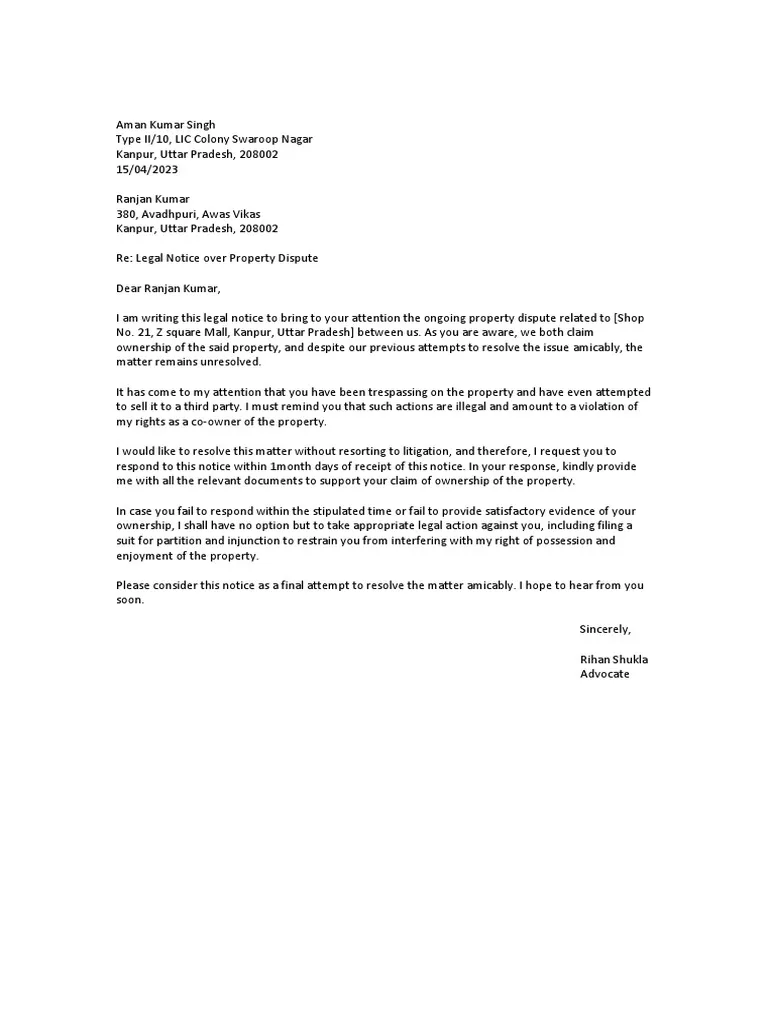 Aman Kumar Singh
Type II/10, LIC Colony Swaroop Nagar
Kanpur, Uttar Pradesh, 208002
15/04/2023
Ranjan Kumar
380, Avadhpuri, Awas Vikas
Kanpur, Uttar Pradesh, 208002
Re: Legal Notice over Property Dispute
Dear Ranjan Kumar,
I am writing this legal notice to bring to your attention the ongoing property dispute related to [Shop
No. 21, Z square Mall, Kanpur, Uttar Pradesh] between us. As you are aware, we both claim
ownership of the said property, and despite our previous attempts to resolve the issue amicably, the
matter remains unresolved.
It has come to my attention that you have been trespassing on the property and have even attempted
to sell it to a third party. I must remind you that such actions are illegal and amount to a violation of
my rights as a co-owner of the property.
I would like to resolve this matter without resorting to litigation, and therefore, I request you to
respond to this notice within 1month days of receipt of this notice. In your response, kindly provide
me with all the relevant documents to support your claim of ownership of the property.
In case you fail to respond within the stipulated time or fail to provide satisfactory evidence of your
ownership, I shall have no option but to take appropriate legal action against you, including filing a
suit for partition and injunction to restrain you from interfering with my right of possession and
enjoyment of the property.
Please consider this notice as a final attempt to resolve the matter amicably. I hope to hear from you
soon.
Sincerely,
Rihan Shukla
Advocate